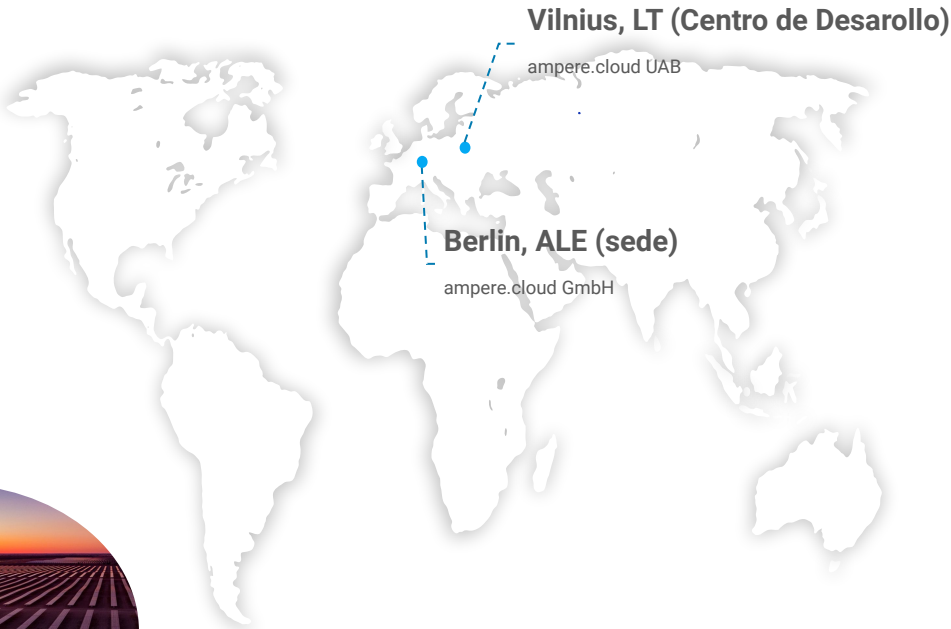 Vilnius, LT (Centro de Desarollo)
ampere.cloud UAB
Berlin, ALE (sede)
ampere.cloud GmbH